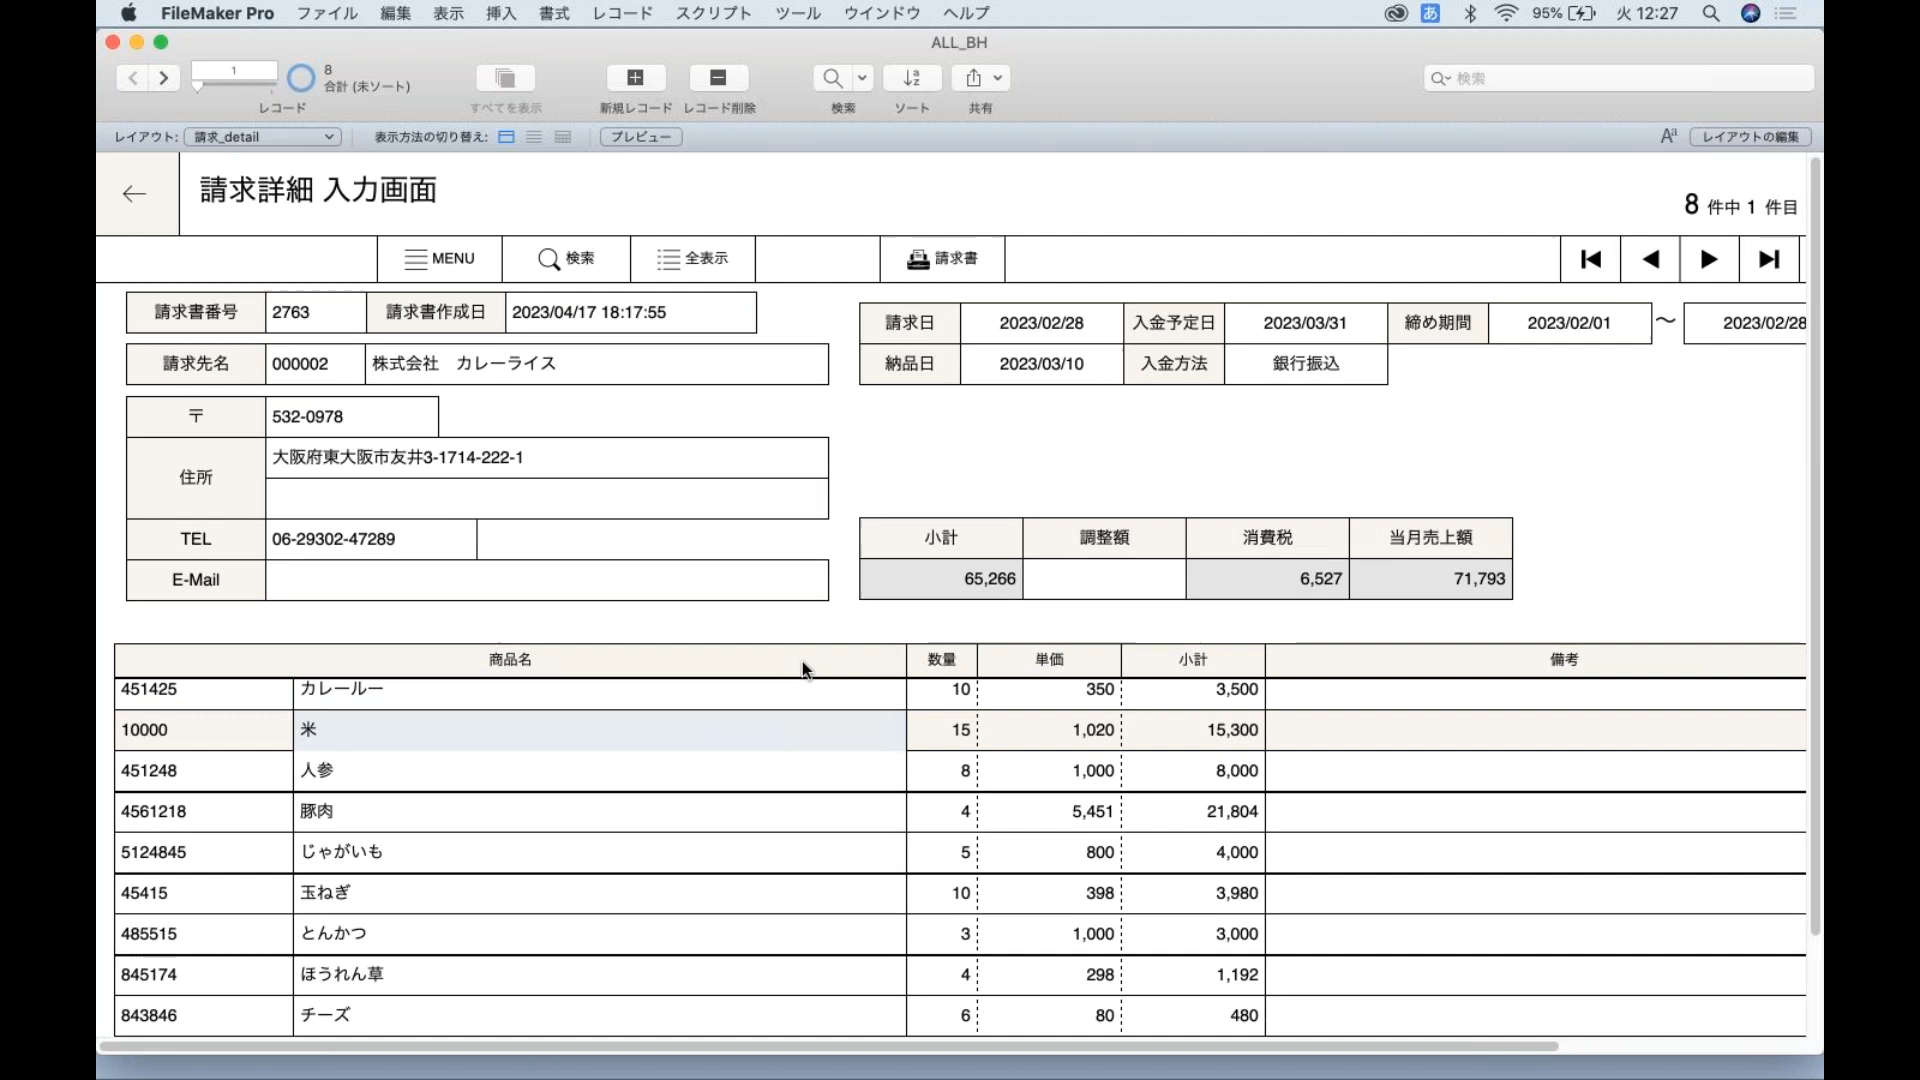 FileMaker Pro ファイル 編集 表示 挿入 書式 レコード スクリプト ツール ウインドウ ヘルプ あ 95% 火 12:27
ALL_BH
1 8 合計 (未ソート) 検索
レコード すべてを表示 新規レコード レコード削除 検索 ソート 共有
レイアウト: 請求_detail 表示方法の切り替え: プレビュー Aa レイアウトの編集
← 請求詳細 入力画面
8 件中 1 件目
MENU 検索 全表示 請求書
請求書番号 2763 請求書作成日 2023/04/17 18:17:55
請求日 2023/02/28 入金予定日 2023/03/31 締め期間 2023/02/01 〜 2023/02/28
請求先名 000002 株式会社 カレーライス
納品日 2023/03/10 入金方法 銀行振込
〒 532-0978
住所 大阪府東大阪市友井3-1714-222-1
TEL 06-29302-47289
E-Mail
小計 調整額 消費税 当月売上額
65,266 6,527 71,793
商品名 数量 単価 小計 備考
451425 カレールー 10 350 3,500
10000 米 15 1,020 15,300
451248 人参 8 1,000 8,000
4561218 豚肉 4 5,451 21,804
5124845 じゃがいも 5 800 4,000
45415 玉ねぎ 10 398 3,980
485515 とんかつ 3 1,000 3,000
845174 ほうれん草 4 298 1,192
843846 チーズ 6 80 480